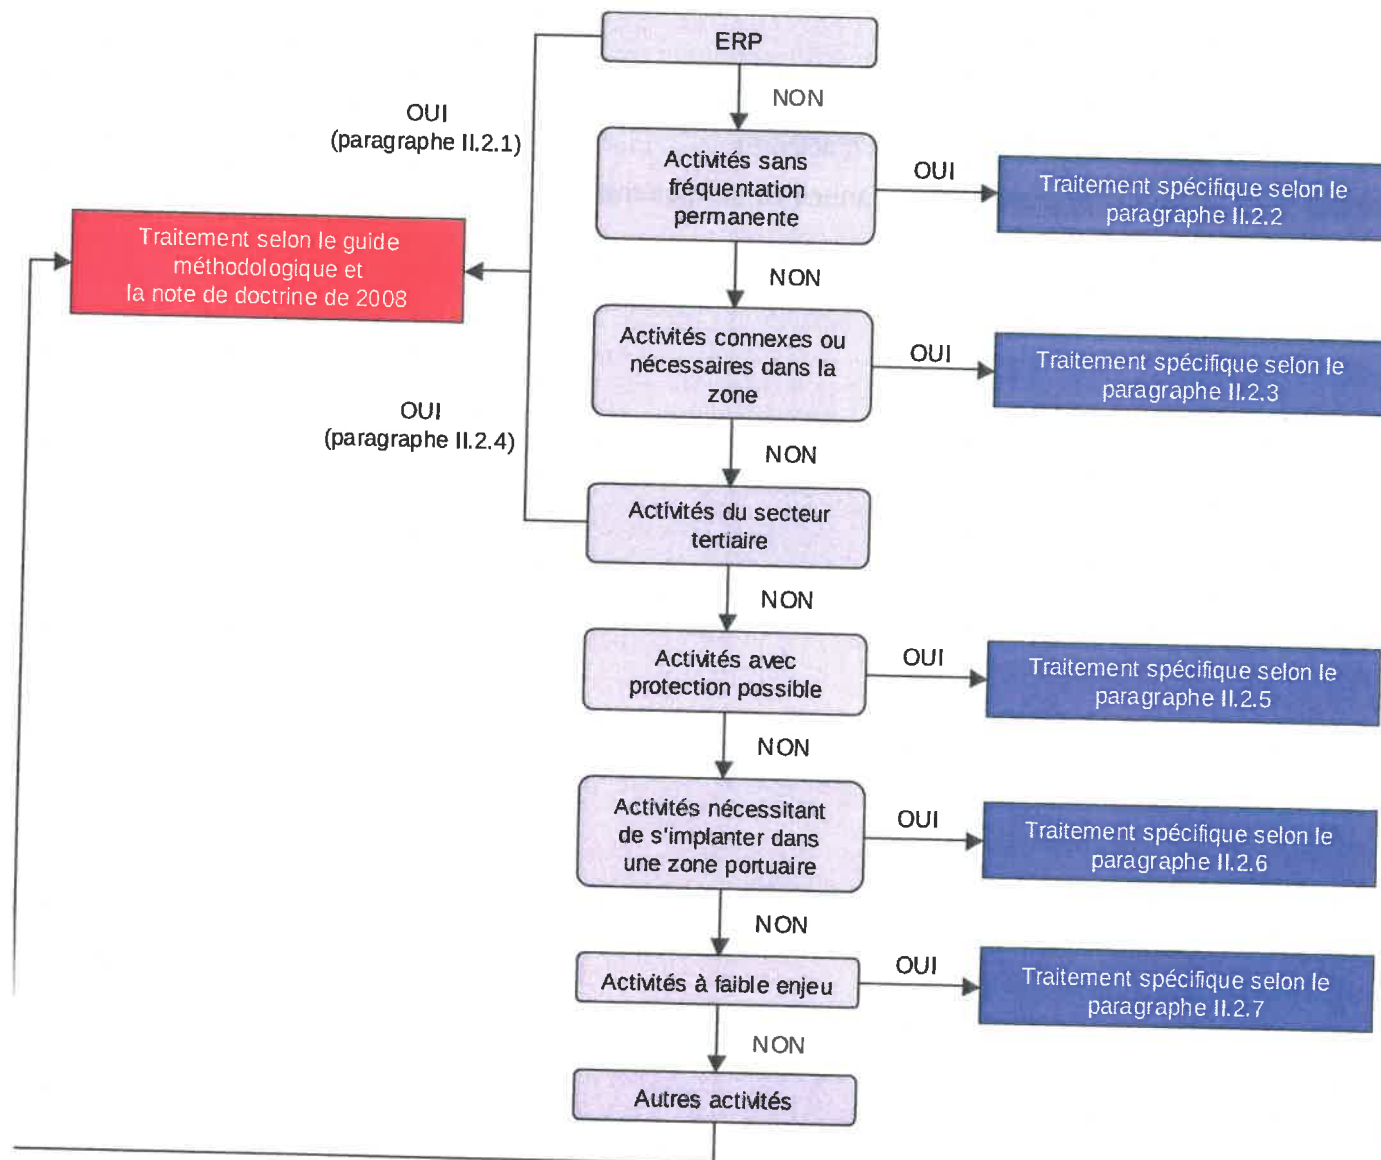 ERP
NON
OUI
(paragraphe II.2.1)
Activités sans
fréquentation
permanente
OUI
Traitement spécifique selon le
paragraphe II.2.2
Traitement selon le guide
méthodologique et
la note de doctrine de 2008
NON
Activités connexes ou
nécessaires dans la
zone
OUI
Traitement spécifique selon le
paragraphe II.2.3
OUI
(paragraphe II.2.4)
NON
Activités du secteur
tertiaire
NON
Activités avec
protection possible
OUI
Traitement spécifique selon le
paragraphe II.2.5
NON
Activités nécessitant
de s'implanter dans
une zone portuaire
OUI
Traitement spécifique selon le
paragraphe II.2.6
NON
Activités à faible enjeu
OUI
Traitement spécifique selon le
paragraphe II.2.7
NON
Autres activités